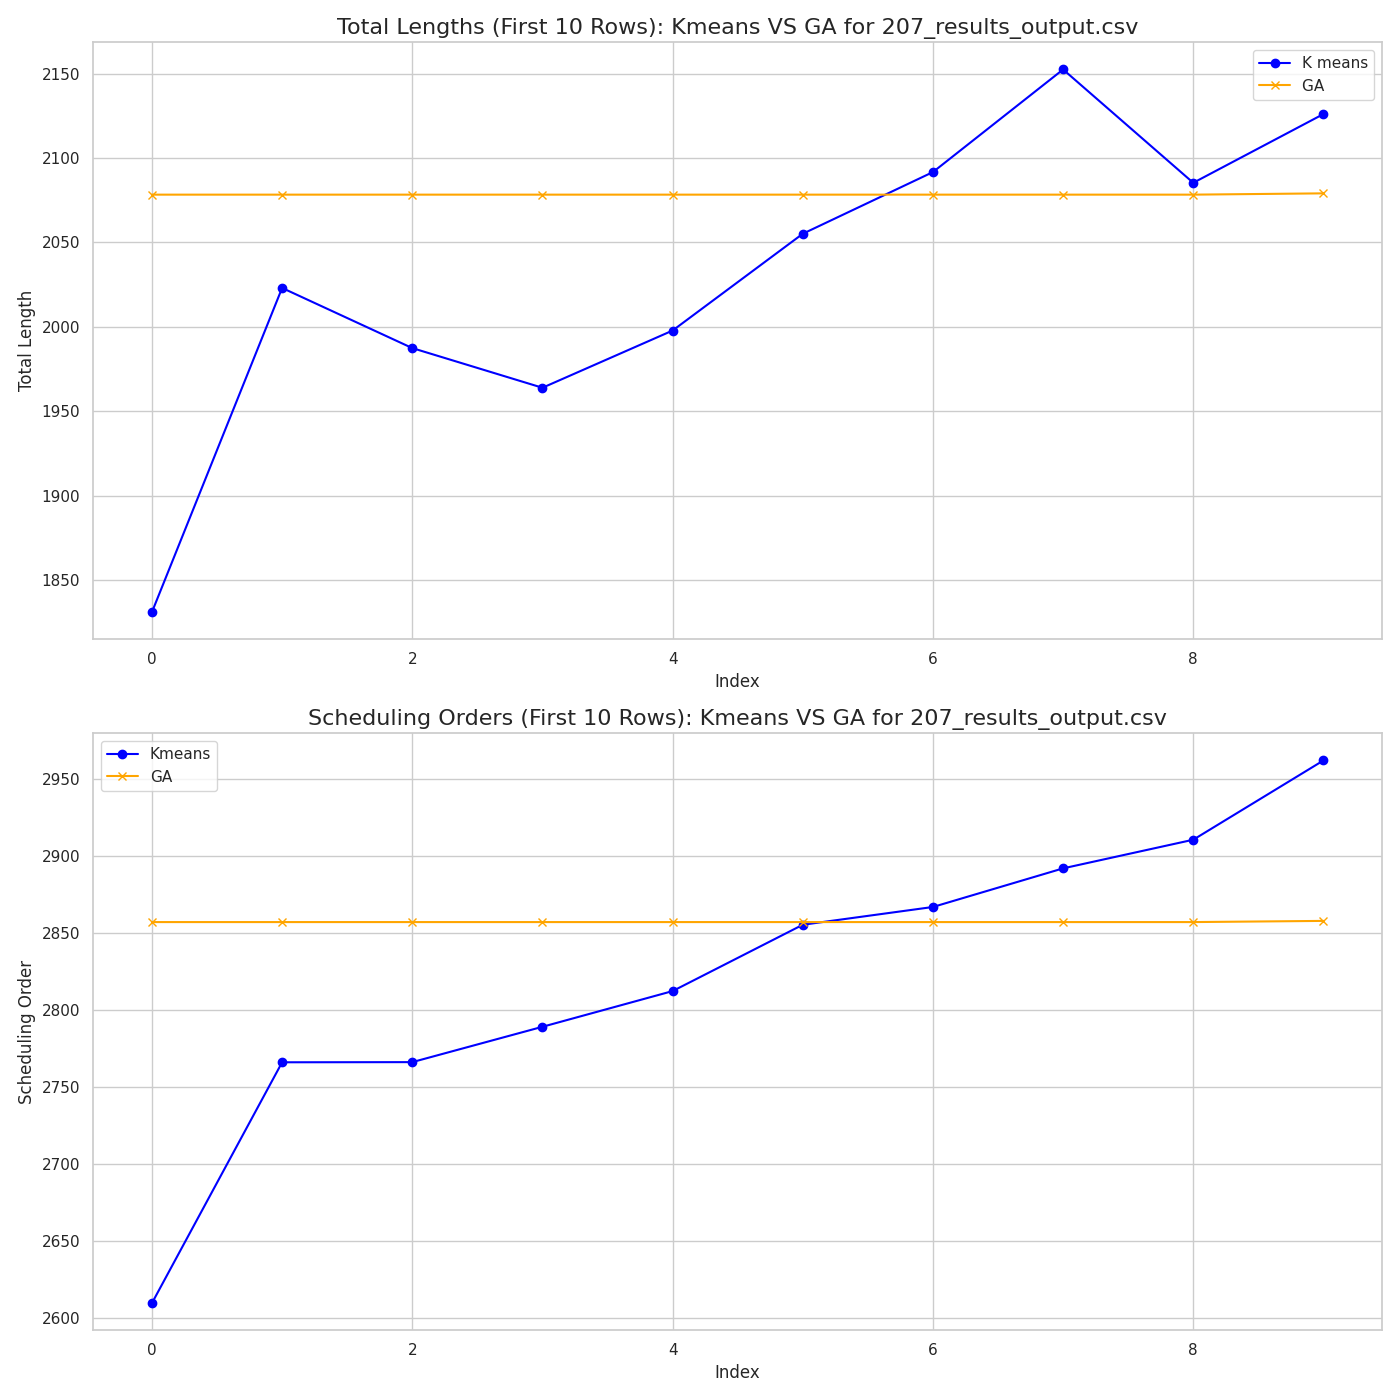 Total Lengths (First 10 Rows): Kmeans VS GA for 207_results_output.csv
K means
GA
2150
2100
2050
2000
1950
1900
1850
Total Length
0 2 4 6 8
Index
Scheduling Orders (First 10 Rows): Kmeans VS GA for 207_results_output.csv
Kmeans
GA
2950
2900
2850
2800
2750
2700
2650
2600
Scheduling Order
0 2 4 6 8
Index